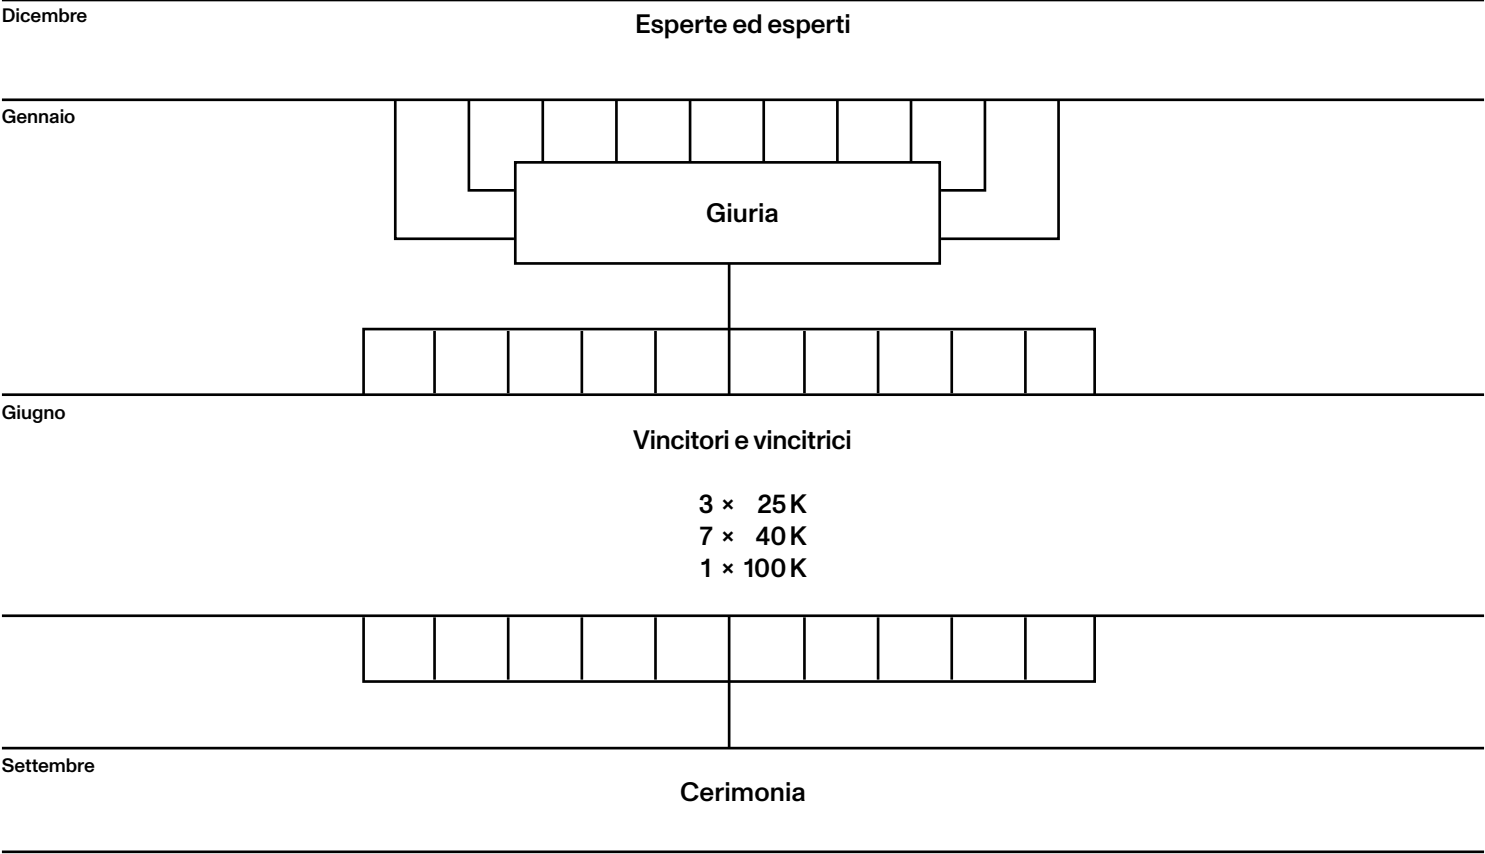 Dicembre
Esperte ed esperti
Gennaio
Giuria
Giugno
Vincitori e vincitrici
3 × 25 K
7 × 40 K
1 × 100 K
Settembre
Cerimonia